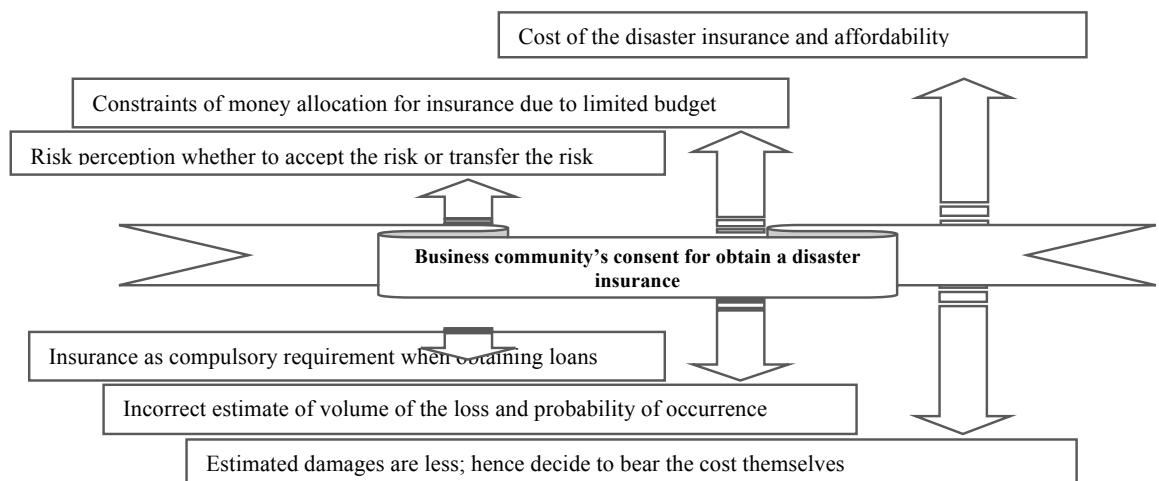 Cost of the disaster insurance and affordability
Constraints of money allocation for insurance due to limited budget
Risk perception whether to accept the risk or transfer the risk
Business community’s consent for obtain a disaster
insurance
Insurance as compulsory requirement when obtaining loans
Incorrect estimate of volume of the loss and probability of occurrence
Estimated damages are less; hence decide to bear the cost themselves